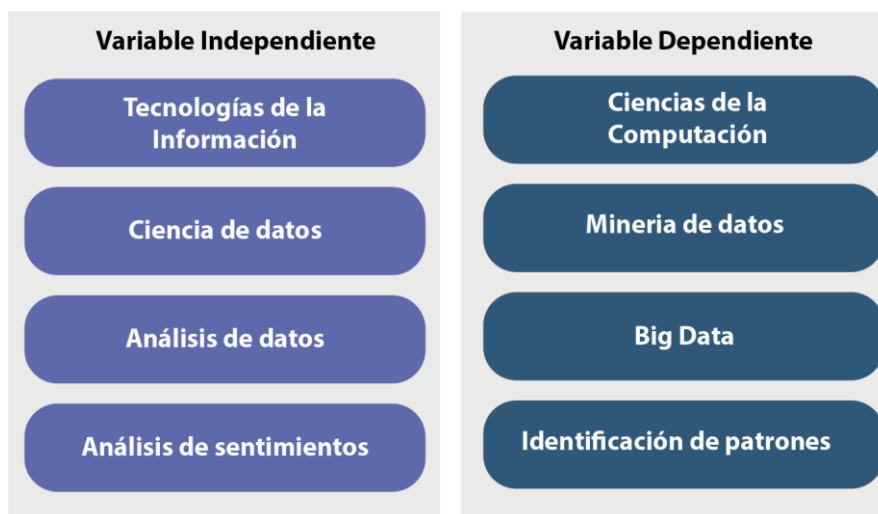 Variable Independiente
Tecnologías de la
Información
Ciencia de datos
Análisis de datos
Análisis de sentimientos
Variable Dependiente
Ciencias de la
Computación
Mineria de datos
Big Data
Identificación de patrones